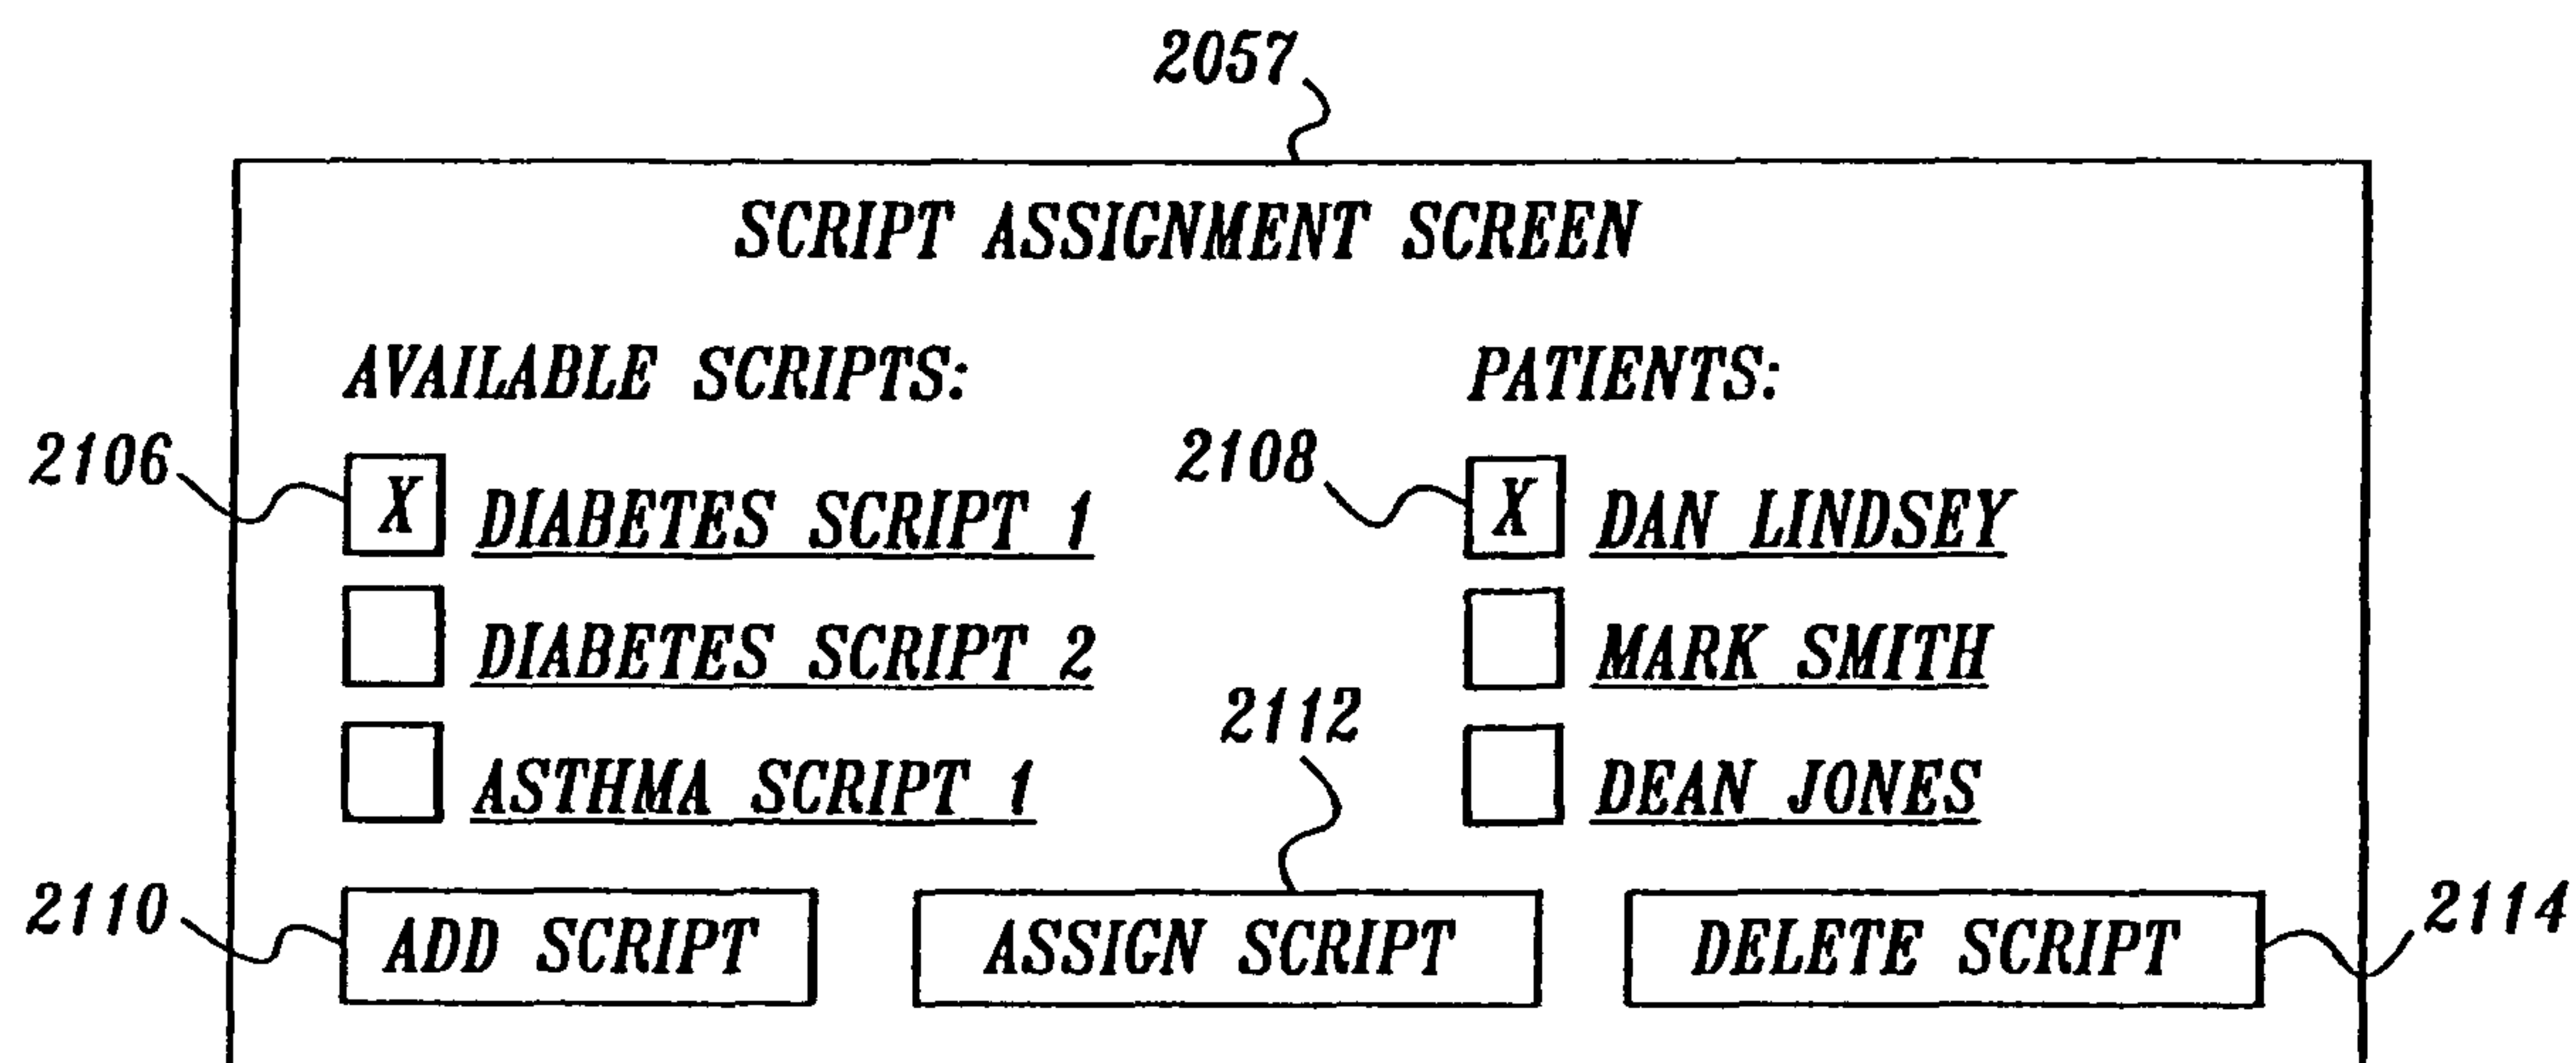 2057
SCRIPT ASSIGNMENT SCREEN
AVAILABLE SCRIPTS: PATIENTS:
2106 X DIABETES SCRIPT 1 2108 X DAN LINDSEY
DIABETES SCRIPT 2 MARK SMITH
2112
ASTHMA SCRIPT 1 DEAN JONES
2110 ADD SCRIPT ASSIGN SCRIPT DELETE SCRIPT 2114